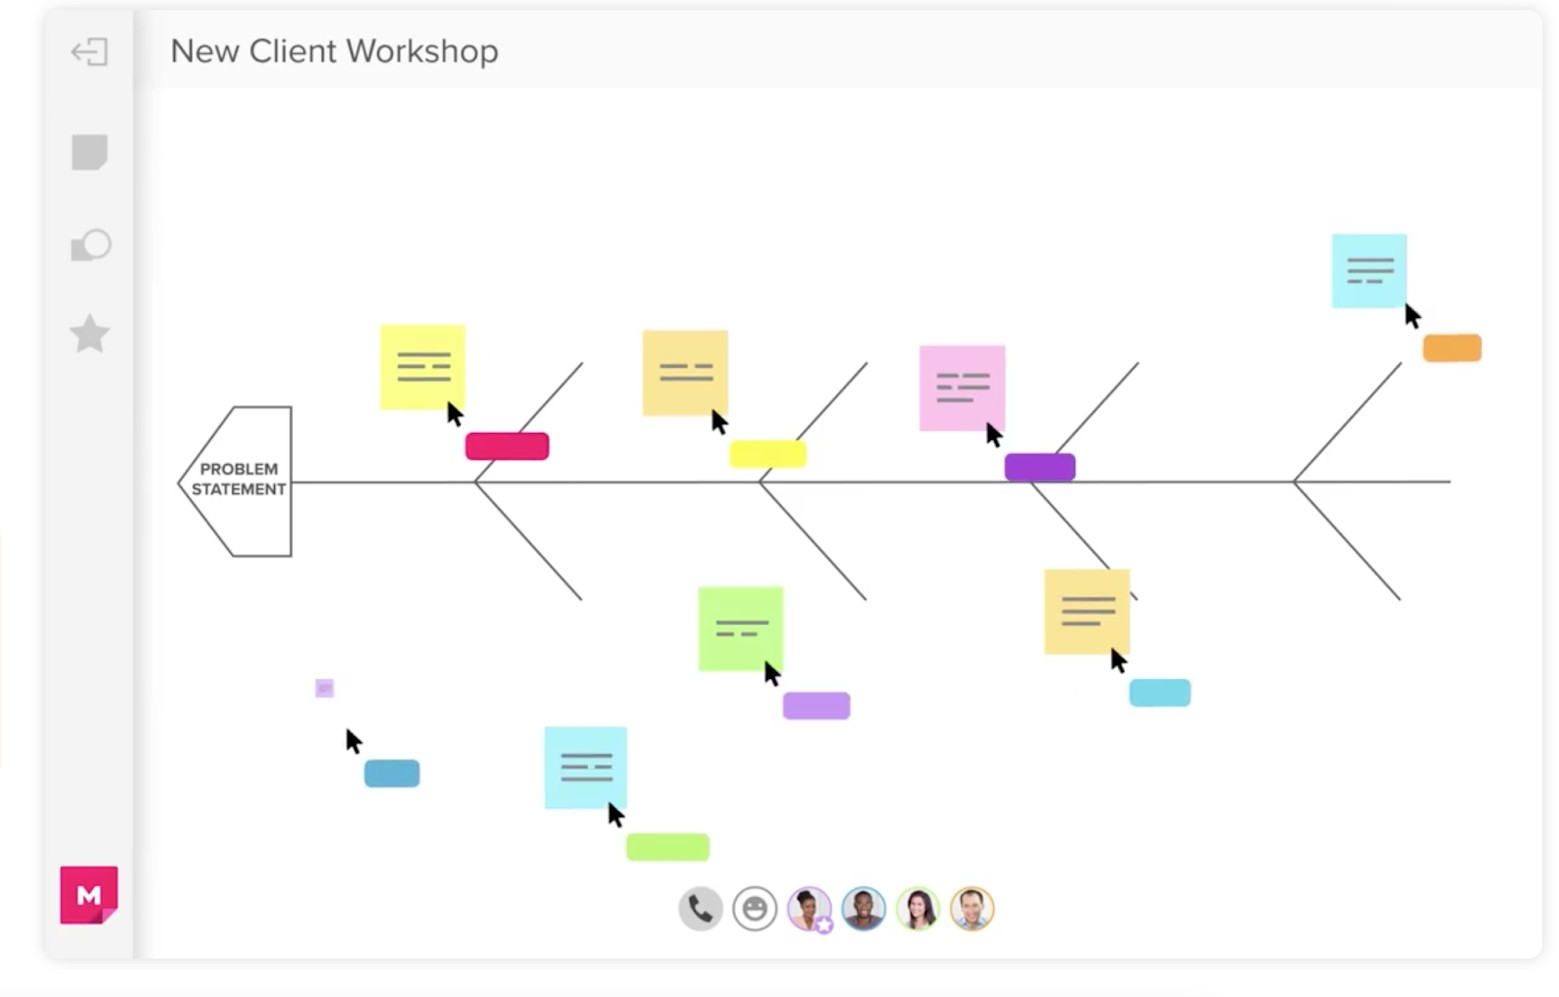 New Client Workshop
PROBLEM
STATEMENT
M